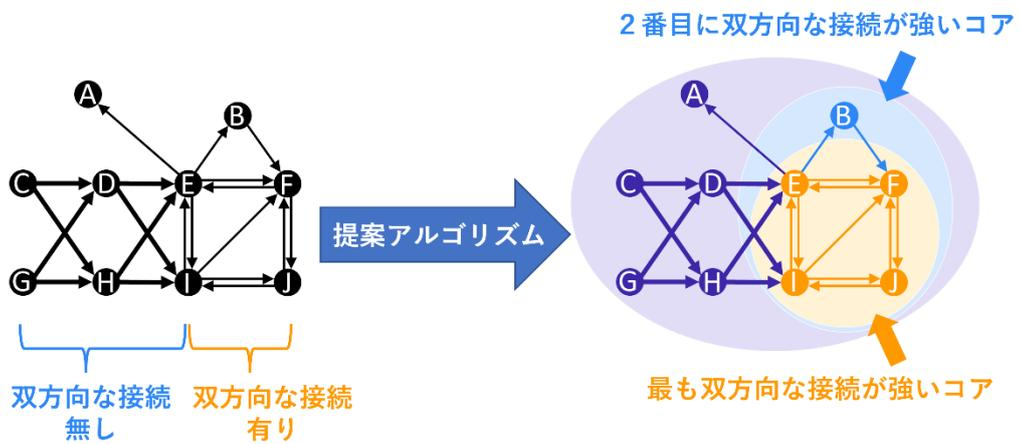 2番目に双方向な接続が強いコア
A
B
C
D
E
F
G
H
I
J
双方向な接続
無し
双方向な接続
有り
提案アルゴリズム
A
B
C
D
E
F
G
H
I
J
最も双方向な接続が強いコア